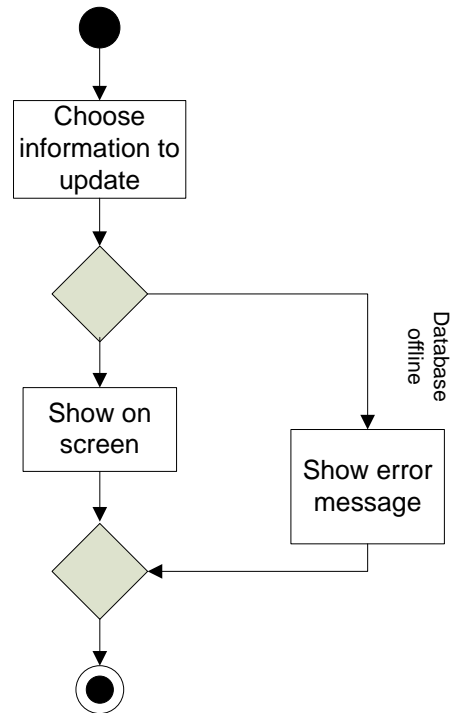 Choose
information to
update
Database
offline
Show on
screen
Show error
message